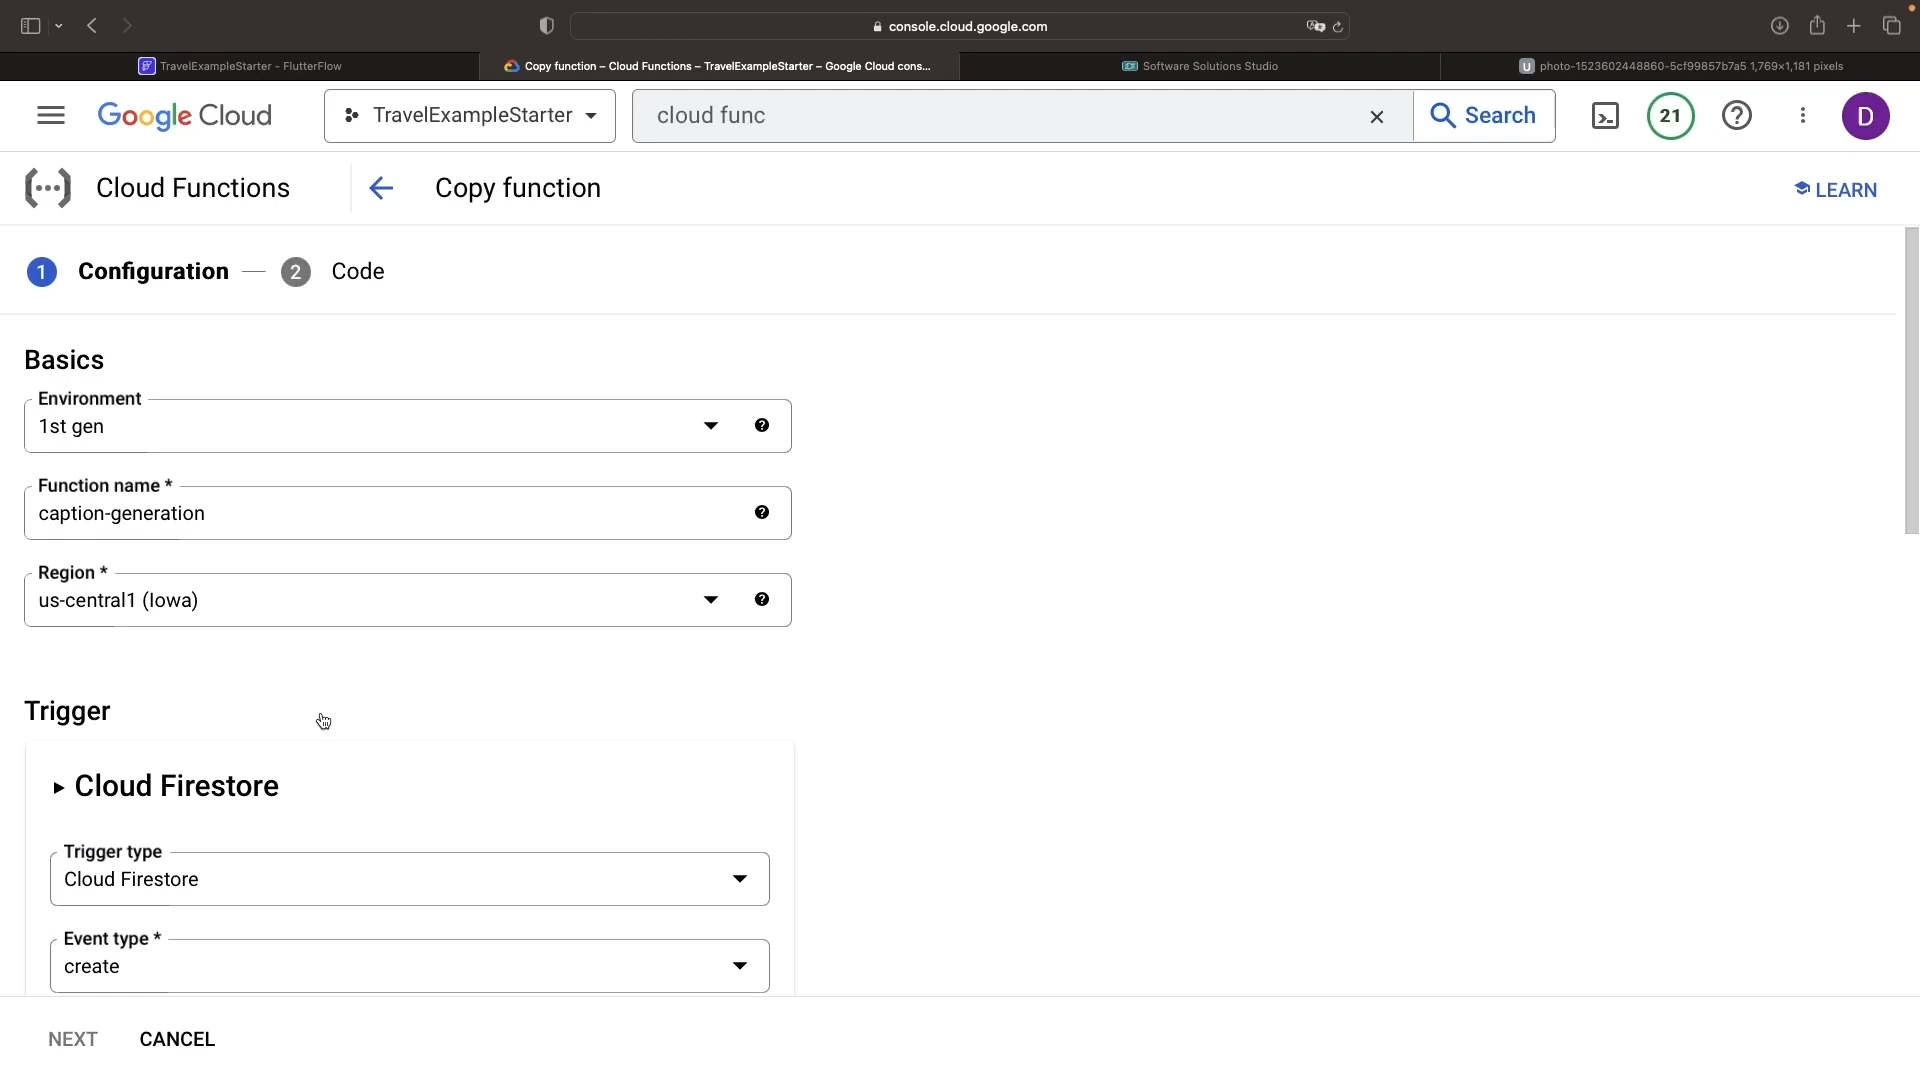 console.cloud.google.com
TravelExampleStarter - FlutterFlow
Copy function – Cloud Functions – TravelExampleStarter – Google Cloud cons...
Software Solutions Studio
U photo-1523602448860-5cf99857b7a5 1,769×1,181 pixels
Google Cloud
TravelExampleStarter
cloud func
Search
21
D
Cloud Functions
Copy function
LEARN
1 Configuration — 2 Code
Basics
Environment
1st gen
Function name *
caption-generation
Region *
us-central1 (Iowa)
Trigger
Cloud Firestore
Trigger type
Cloud Firestore
Event type *
create
NEXT CANCEL